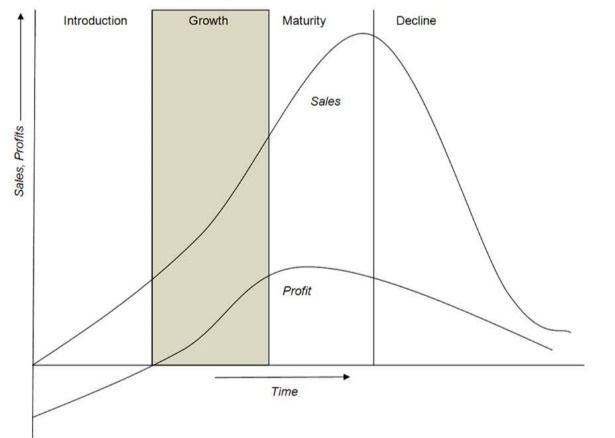 Introduction
Growth
Maturity
Decline
Sales, Profits
Sales
Profit
Time